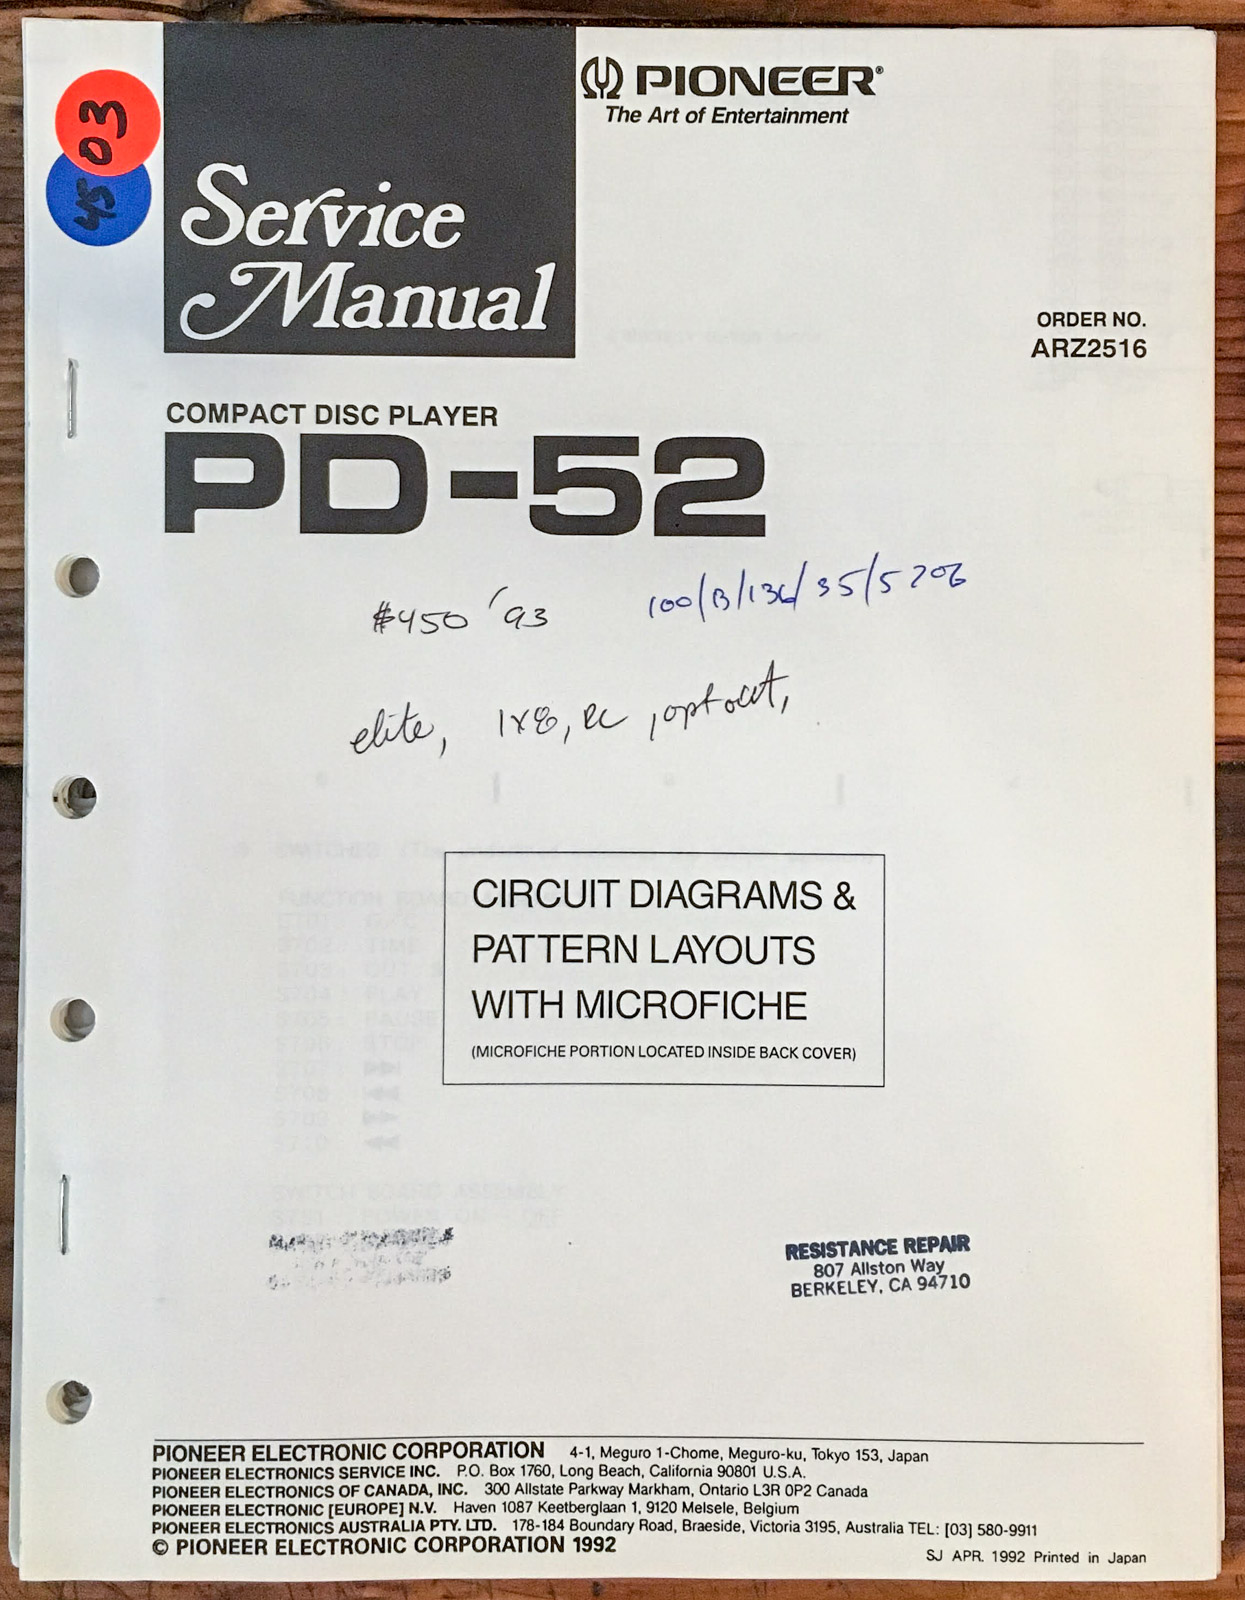 03
45
Service
Manual
PIONEER®
The Art of Entertainment
ORDER NO.
ARZ2516
COMPACT DISC PLAYER
PD-52
$450 '93
100/B/136/35/5206
elite, 1x8, RC, opt out,
CIRCUIT DIAGRAMS &
PATTERN LAYOUTS
WITH MICROFICHE
(MICROFICHE PORTION LOCATED INSIDE BACK COVER)
RESISTANCE REPAIR
807 Allston Way
BERKELEY, CA 94710
PIONEER ELECTRONIC CORPORATION 4-1, Meguro 1-Chome, Meguro-ku, Tokyo 153, Japan
PIONEER ELECTRONICS SERVICE INC. P.O. Box 1760, Long Beach, California 90801 U.S.A.
PIONEER ELECTRONICS OF CANADA, INC. 300 Allstate Parkway Markham, Ontario L3R 0P2 Canada
PIONEER ELECTRONIC [EUROPE] N.V. Haven 1087 Keetberglaan 1, 9120 Melsele, Belgium
PIONEER ELECTRONICS AUSTRALIA PTY. LTD. 178-184 Boundary Road, Braeside, Victoria 3195, Australia TEL: [03] 580-9911
© PIONEER ELECTRONIC CORPORATION 1992
SJ APR. 1992 Printed in Japan